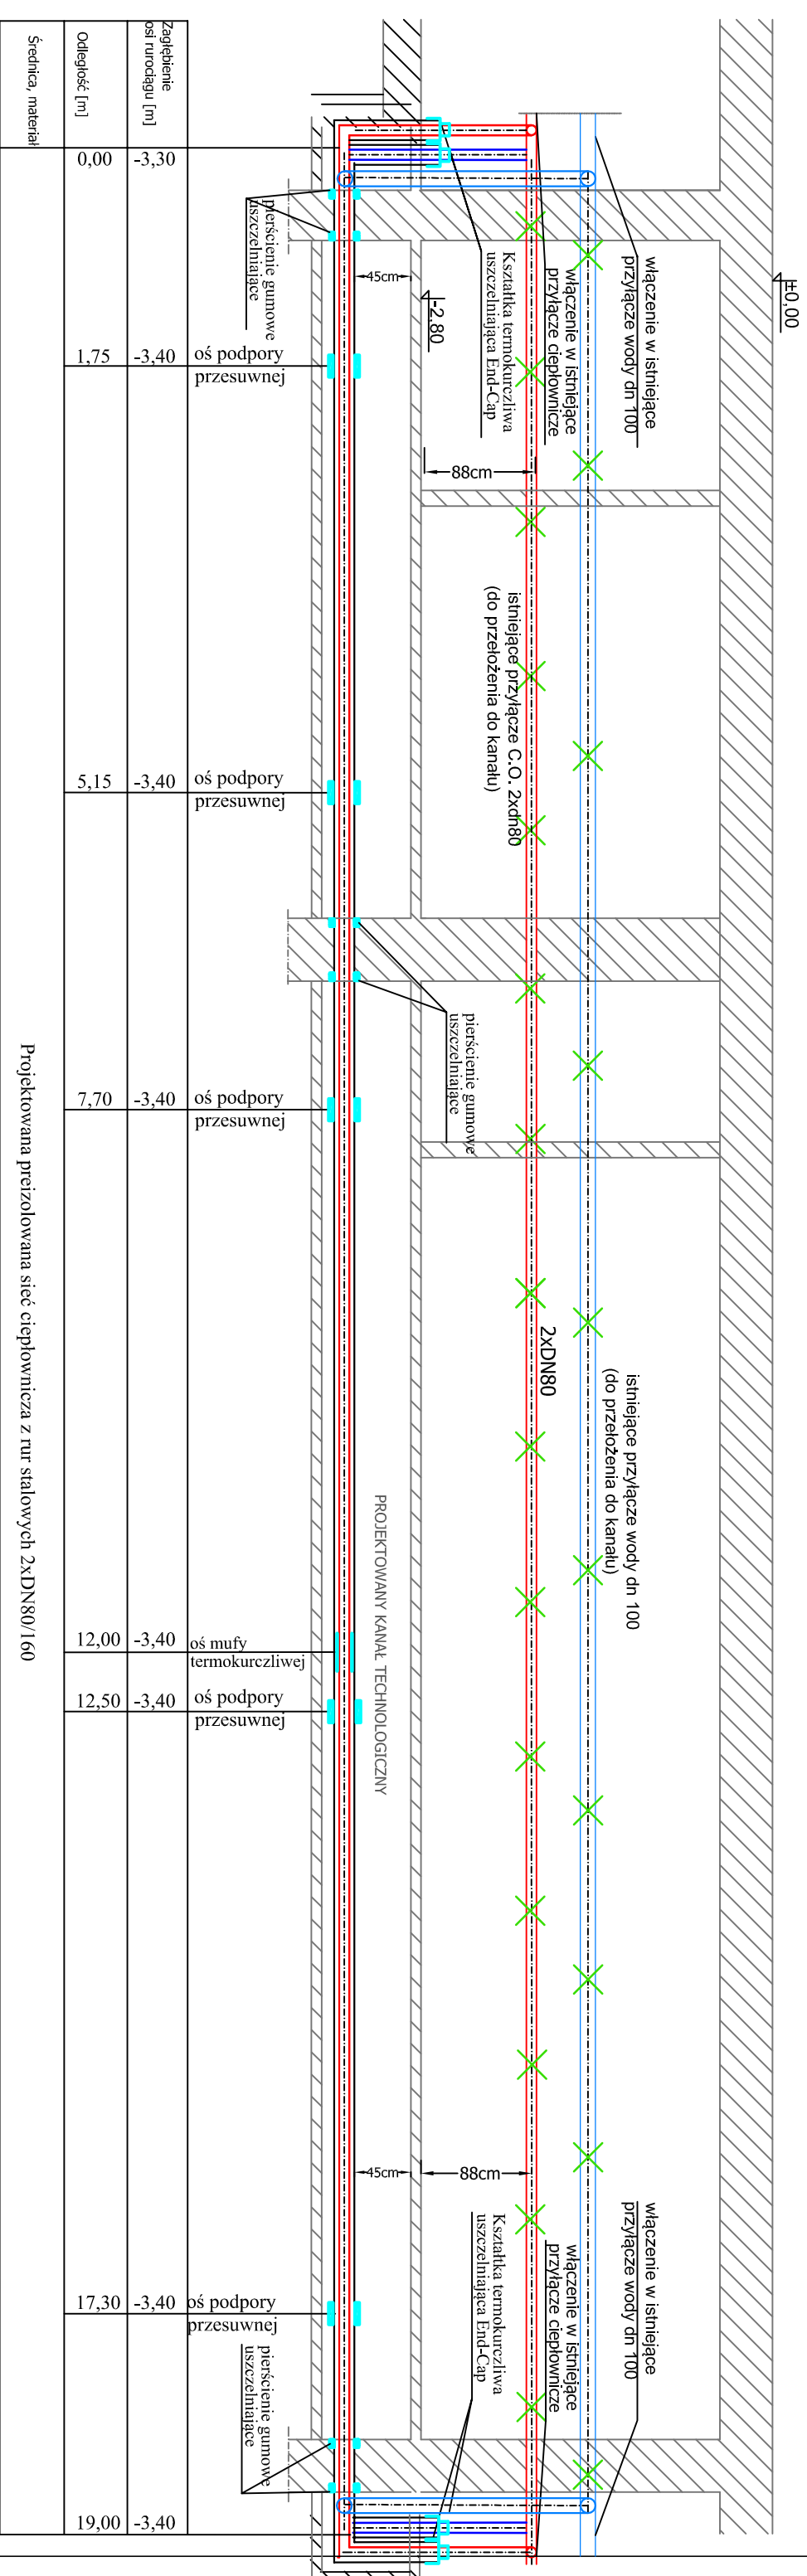 ±0,00
włączenie w istniejące
przyłącze wody dn 100
włączenie w istniejące
przyłącze ciepłownicze
Kształtka termokurczliwa
uszczelniająca End-Cap
-2.80
45cm
88cm
pierścienie gumowe
uszczelniające
istniejące przyłącze C.O. 2xdn80
(do przełożenia do kanału)
pierścienie gumowe
uszczelniające
2xDN80
istniejące przyłącze wody dn 100
(do przełożenia do kanału)
PROJEKTOWANY KANAŁ TECHNOLOGICZNY
45cm
88cm
włączenie w istniejące
przyłącze wody dn 100
włączenie w istniejące
przyłącze ciepłownicze
Kształtka termokurczliwa
uszczelniająca End-Cap
pierścienie gumowe
uszczelniające
Zagłębienie
osi rurociągu [m]
Odległość [m]
Średnica, materiał
0,00 -3,30
1,75 -3,40 oś podpory
przesuwnej
5,15 -3,40 oś podpory
przesuwnej
7,70 -3,40 oś podpory
przesuwnej
12,00 -3,40 oś mufy
termokurczliwej
12,50 -3,40 oś podpory
przesuwnej
17,30 -3,40 oś podpory
przesuwnej
19,00 -3,40
Projektowana preizolowana sieć ciepłownicza z rur stalowych 2xDN80/160